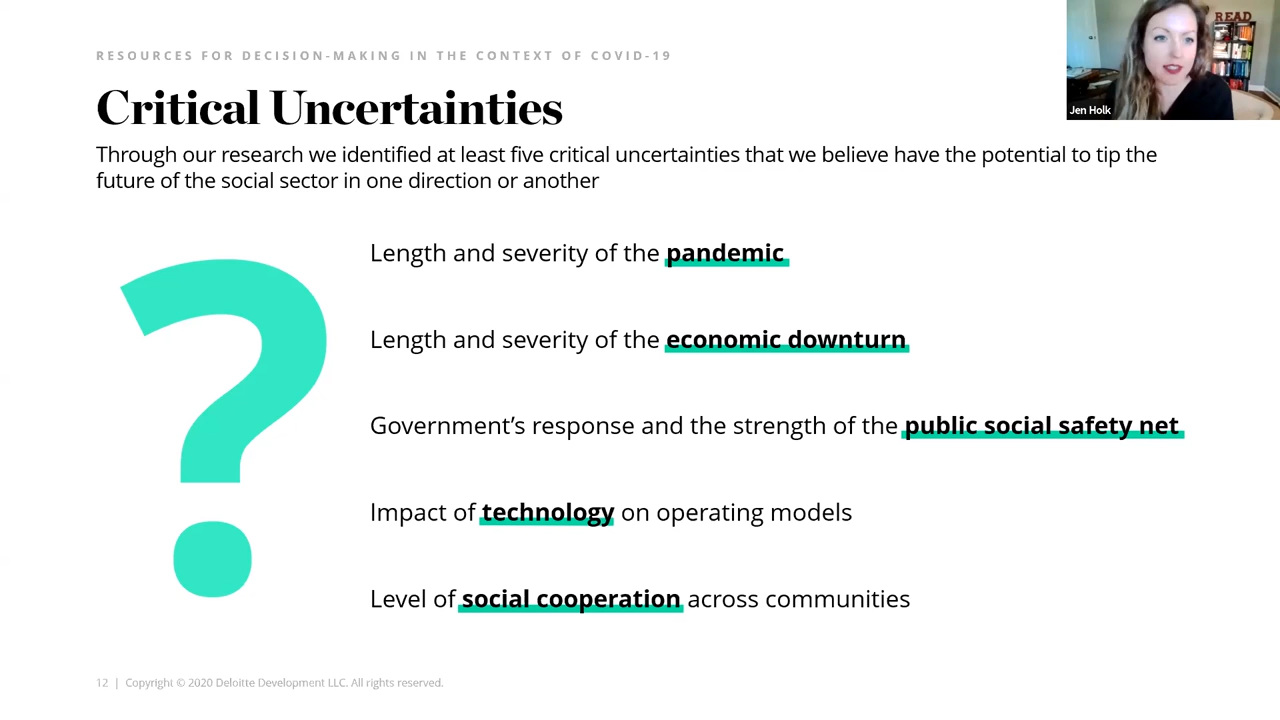 RESOURCES FOR DECISION-MAKING IN THE CONTEXT OF COVID-19
READ
Critical Uncertainties
Jen Holk
Through our research we identified at least five critical uncertainties that we believe have the potential to tip the
future of the social sector in one direction or another
?
Length and severity of the pandemic
Length and severity of the economic downturn
Government’s response and the strength of the public social safety net
Impact of technology on operating models
Level of social cooperation across communities
12 | Copyright © 2020 Deloitte Development LLC. All rights reserved.